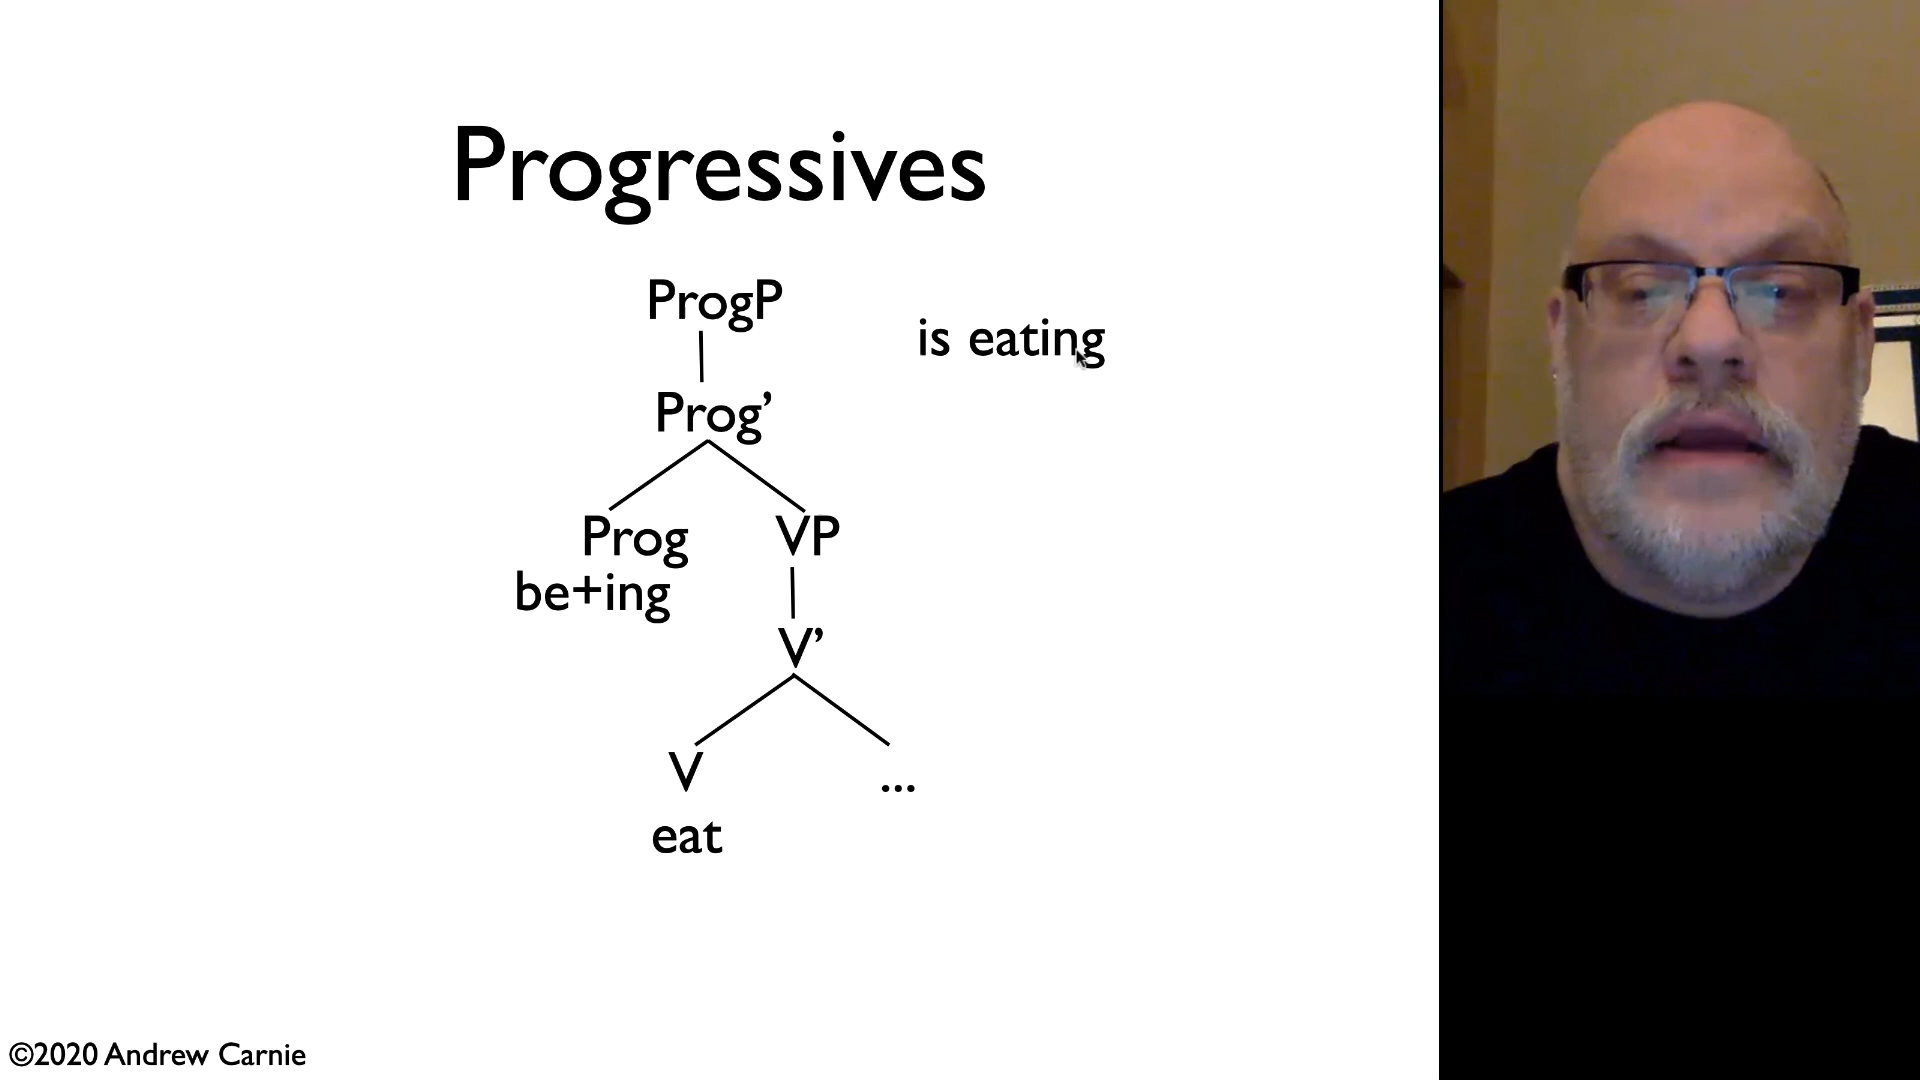 Progressives
ProgP
is eating
Prog’
Prog VP
be+ing
V’
V ...
eat
©2020 Andrew Carnie